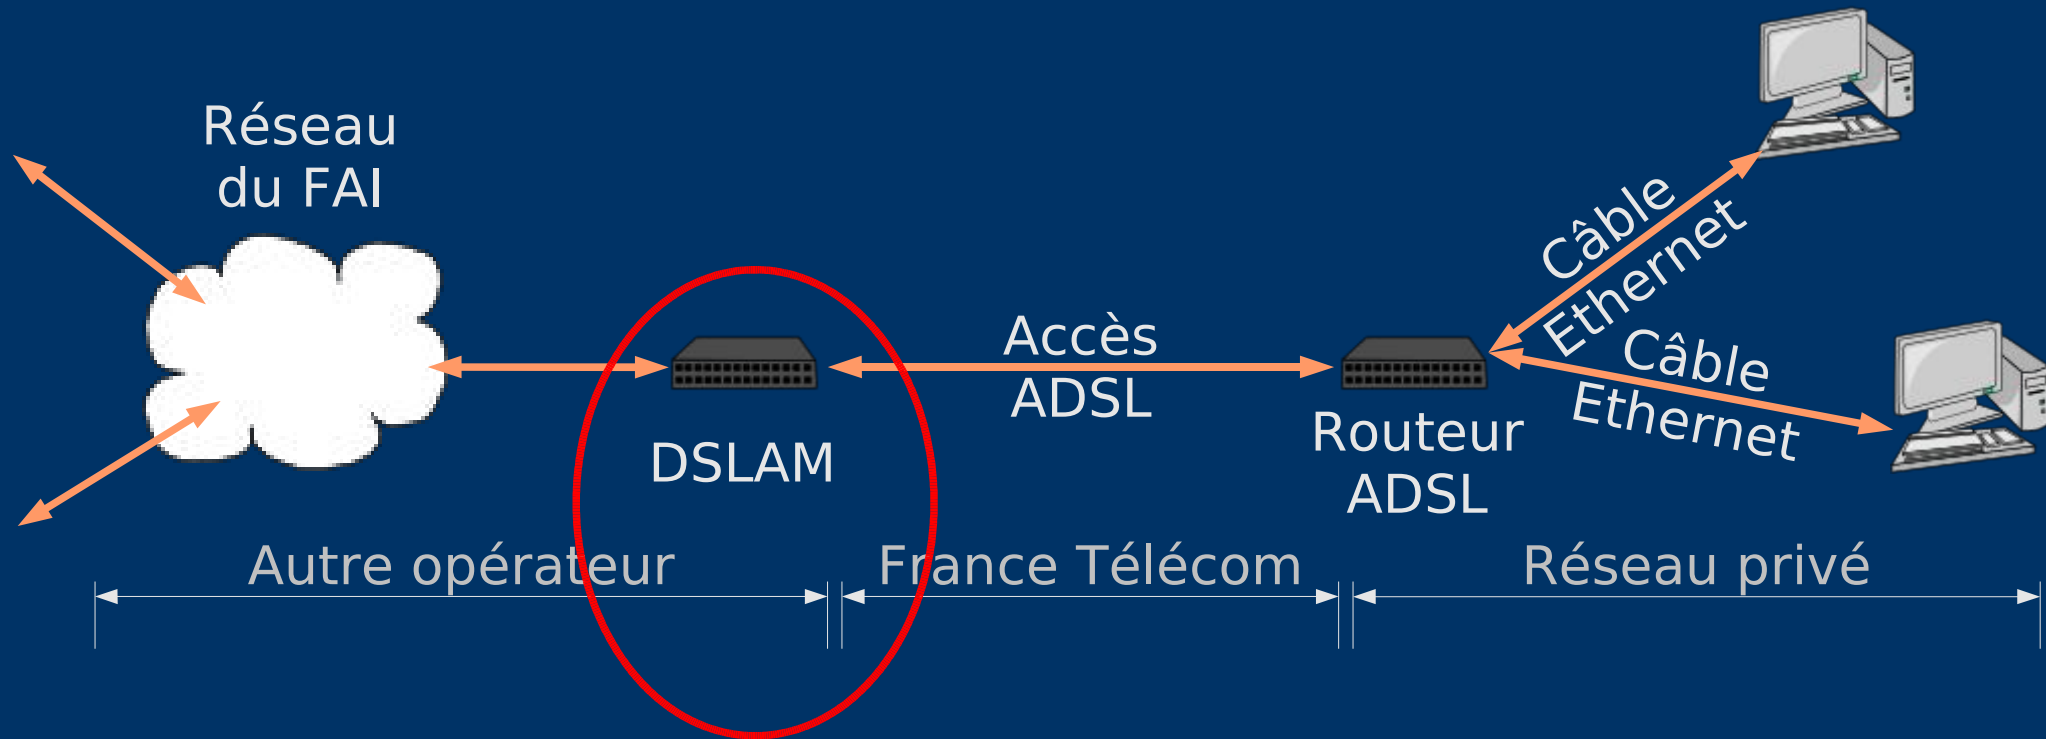 Réseau
du FAI
DSLAM
Accès
ADSL
Routeur
ADSL
Câble
Ethernet
Câble
Ethernet
Autre opérateur
France Télécom
Réseau privé